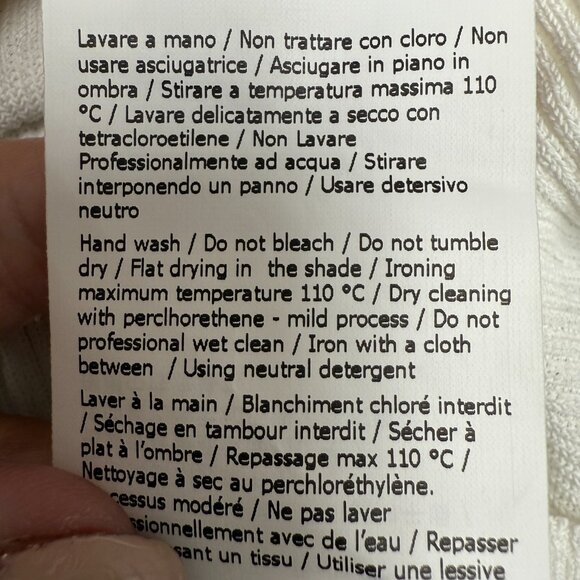 Lavare a mano / Non trattare con cloro / Non
usare asciugatrice / Asciugare in piano in
ombra / Stirare a temperatura massima 110
°C / Lavare delicatamente a secco con
tetracloroetilene / Non Lavare
Professionalmente ad acqua / Stirare
interponendo un panno / Usare detersivo
neutro
Hand wash / Do not bleach / Do not tumble
dry / Flat drying in the shade / Ironing
maximum temperature 110 °C / Dry cleaning
with perclhorethene - mild process / Do not
professional wet clean / Iron with a cloth
between / Using neutral detergent
Laver à la main / Blanchiment chloré interdit
/ Séchage en tambour interdit / Sécher à
plat à l'ombre / Repassage max 110 °C /
Nettoyage à sec au perchloréthylène.
cessus modéré / Ne pas laver
ssionnellement avec de l'eau / Repasser
sant un tissu / Utiliser une lessive